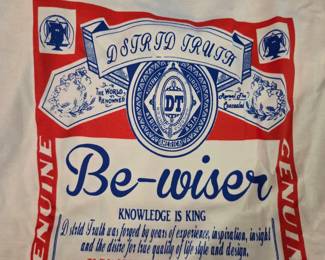 DSTRTD TRUTH
THE WORLD
RENOWNED
DT
GENUINE
GENUINE
Be-wiser
KNOWLEDGE IS KING
Dstrtd Truth was forged by years of experience, inspiration, insight
and the desire for true quality of life style and design,